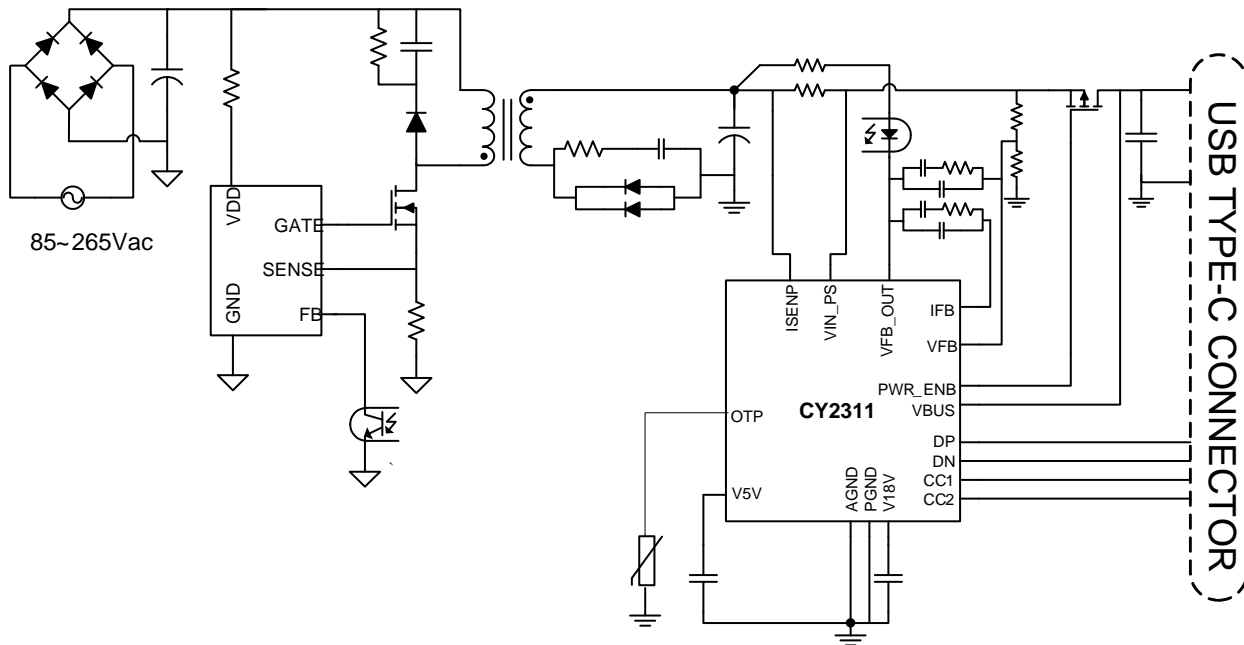 85~265Vac
VDD
GATE
SENSE
GND
FB
ISENP
VIN_PS
VFB_OUT
IFB
VFB
PWR_ENB
VBUS
CY2311
OTP
DP
DN
CC1
CC2
V5V
AGND
PGND
V18V
USB TYPE-C CONNECTOR